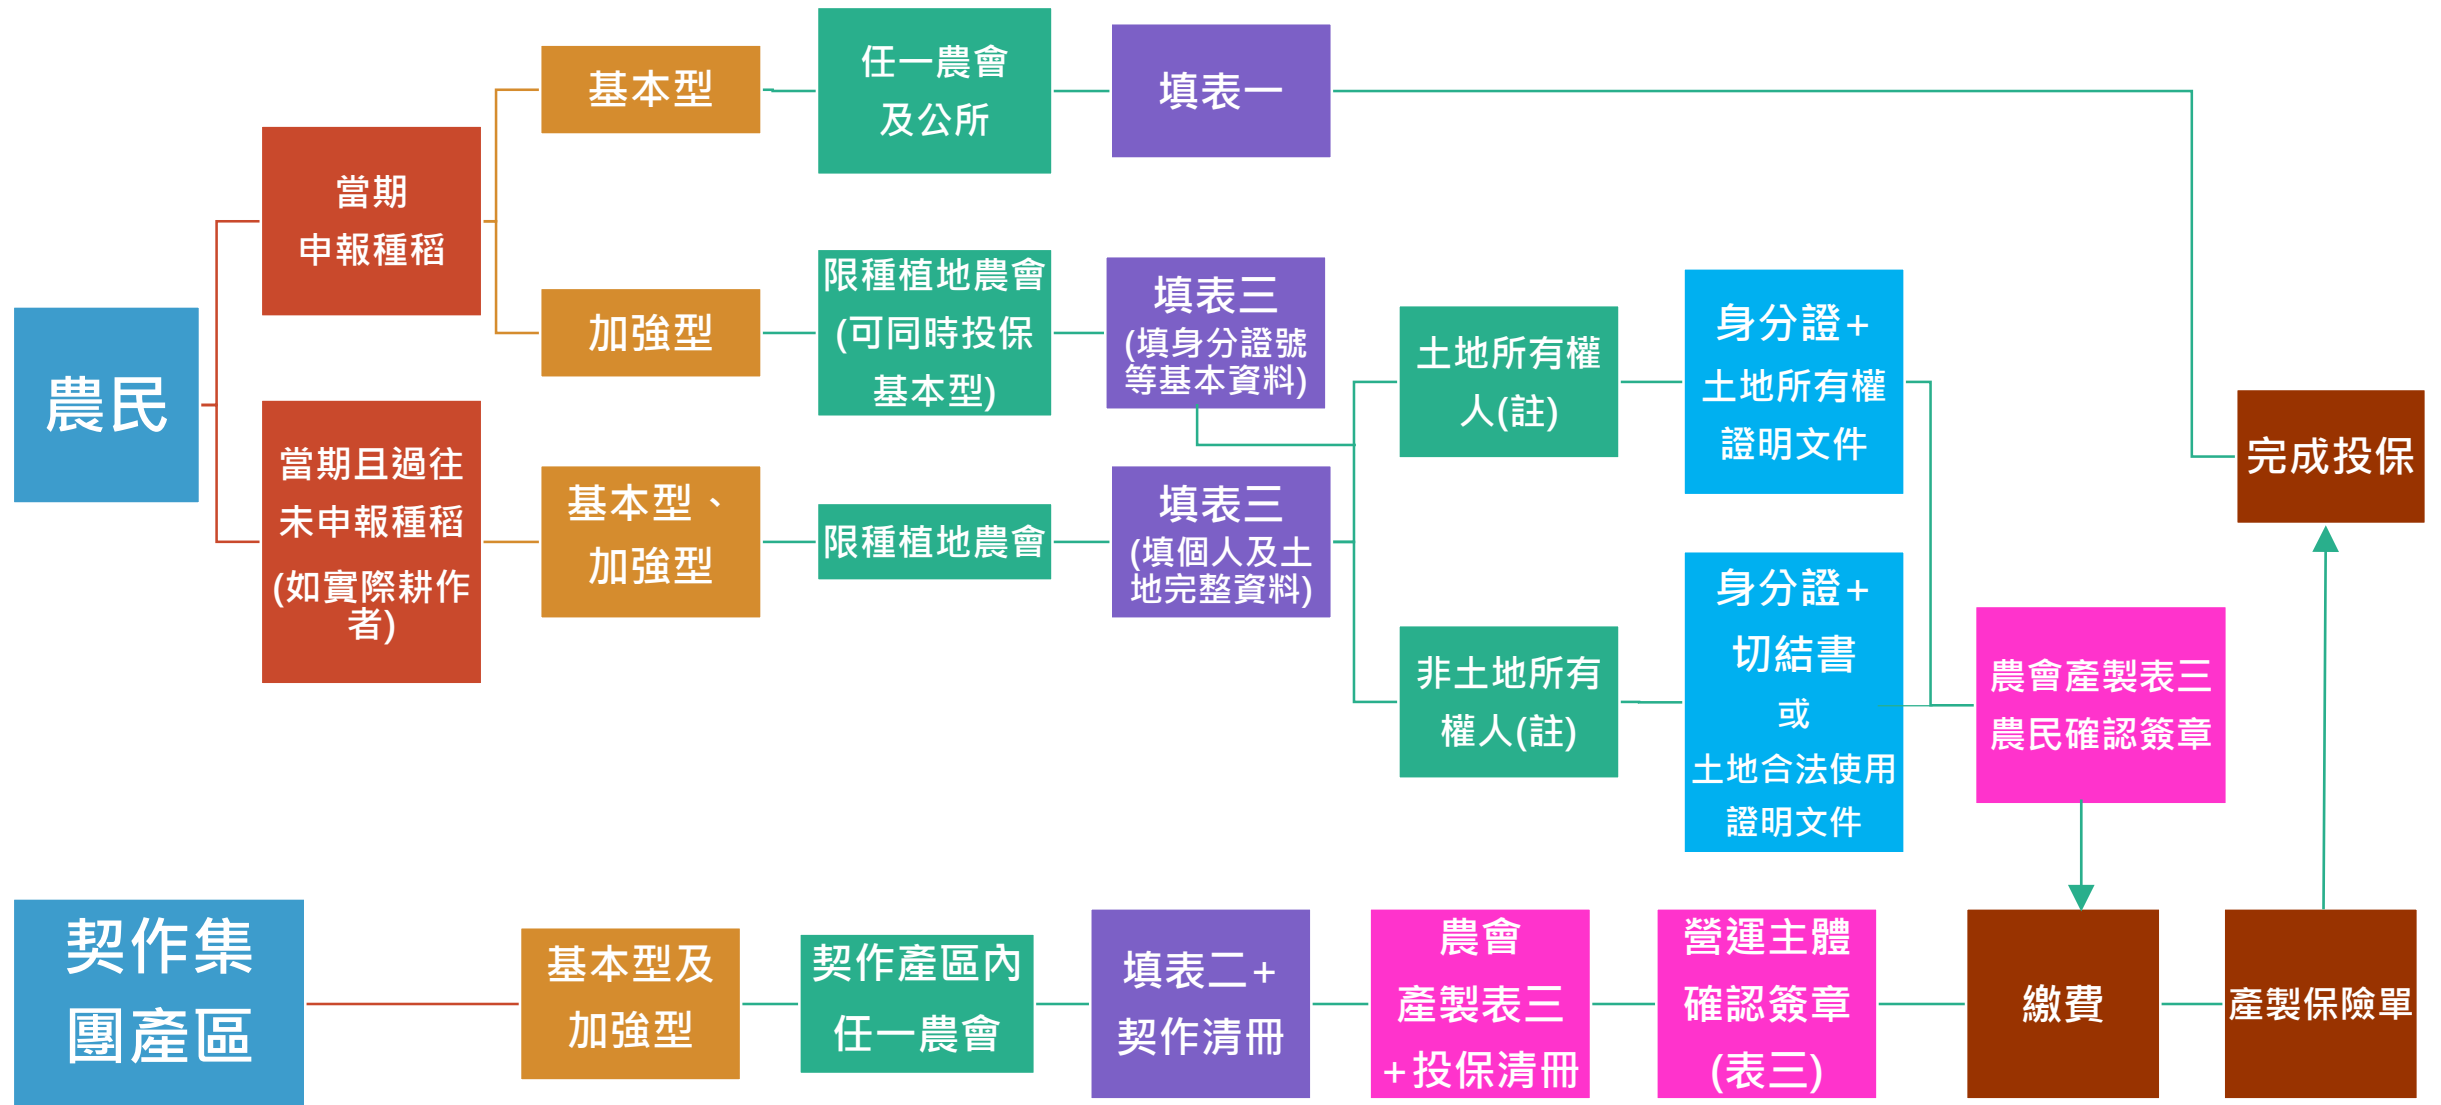 農民
當期
申報種稻
當期且過往
未申報種稻
(如實際耕作
者)
基本型
加強型
基本型、
加強型
任一農會
及公所
限種植地農會
(可同時投保
基本型)
限種植地農會
填表一
填表三
(填身分證號
等基本資料)
填表三
(填個人及土
地完整資料)
土地所有權
人(註)
非土地所有
權人(註)
身分證+
土地所有權
證明文件
身分證+
切結書
或
土地合法使用
證明文件
農會產製表三
農民確認簽章
完成投保
契作集
團產區
基本型及
加強型
契作產區內
任一農會
填表二+
契作清冊
農會
產製表三
+投保清冊
營運主體
確認簽章
(表三)
繳費
產製保險單